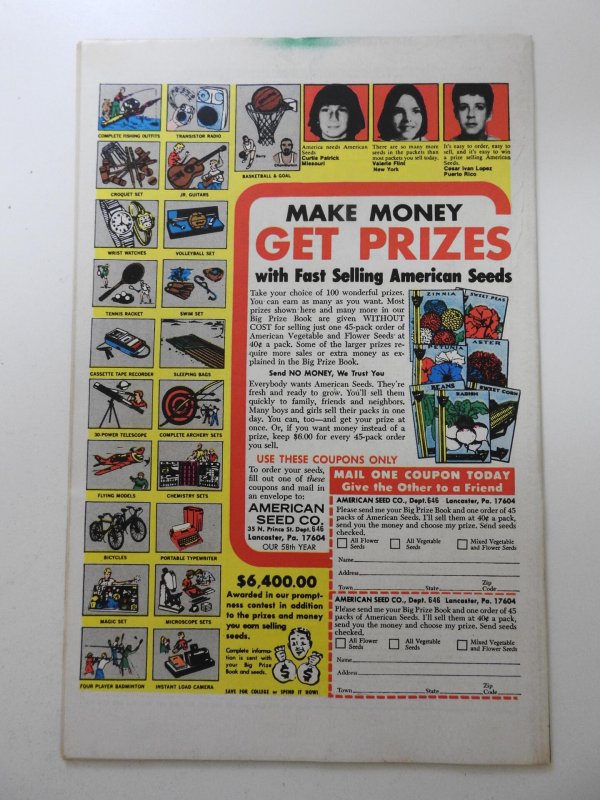 COMPLETE FISHING OUTFITS
TRANSISTOR RADIO
CROQUET SET
JR. GUITARS
WRIST WATCHES
VOLLEYBALL SET
TENNIS RACKET
SWIM SET
CASSETTE TAPE RECORDER
SLEEPING BAGS
30-POWER TELESCOPE
COMPLETE ARCHERY SETS
FLYING MODELS
CHEMISTRY SETS
BICYCLES
PORTABLE TYPEWRITER
MAGIC SET
MICROSCOPE SETS
FOUR PLAYER BADMINTON
INSTANT LOAD CAMERA
BASKETBALL & GOAL
America needs American
Seeds
Curtis Patrick
Missouri
There are so many more
seeds in the packets than
most packets you sell today.
Valerie Flini
New York
It's easy to order, easy to
sell, and it's easy to win
a prize selling American
Seeds.
Cesar Ivan Lopez
Puerto Rico
MAKE MONEY
GET PRIZES
with Fast Selling American Seeds
Take your choice of 100 wonderful prizes.
You can earn as many as you want. Most
prizes shown here and many more in our
Big Prize Book are given WITHOUT
COST for selling just one 45-pack order of
American Vegetable and Flower Seeds at
40¢ a pack. Some of the larger prizes re-
quire more sales or extra money as ex-
plained in the Big Prize Book.
Send NO MONEY, We Trust You
Everybody wants American Seeds. They're
fresh and ready to grow. You'll sell them
quickly to family, friends and neighbors.
Many boys and girls sell their packs in one
day. You can, too—and get your prize at
once. Or, if you want money instead of a
prize, keep $6.00 for every 45-pack order
you sell.
ZINNIA
SWEET PEAS
ASTER
BEANS
RADISH
SWEET CORN
USE THESE COUPONS ONLY
To order your seeds,
fill out one of these
coupons and mail in
an envelope to:
AMERICAN
SEED CO.
35 N. Prince St. Dept. 646
Lancaster, Pa. 17604
OUR 58th YEAR
$6,400.00
Awarded in our prompt-
ness contest in addition
to the prizes and money
you earn selling
seeds.
Complete informa-
tion is sent with
your Big Prize
Book and seeds.
SAVE FOR COLLEGE or SPEND IT NOW!
MAIL ONE COUPON TODAY
Give the Other to a Friend
AMERICAN SEED CO., Dept. 646 Lancaster, Pa. 17604
Please send me your Big Prize Book and one order of 45
packs of American Seeds. I'll sell them at 40¢ a pack,
send you the money and choose my prize. Send seeds
checked.
All Flower
Seeds
All Vegetable
Seeds
Mixed Vegetable
and Flower Seeds
Name
Address
Town State Zip Code
AMERICAN SEED CO., Dept. 646 Lancaster, Pa. 17604
Please send me your Big Prize Book and one order of 45
packs of American Seeds. I'll sell them at 40¢ a pack,
send you the money and choose my prize. Send seeds
checked.
All Flower
Seeds
All Vegetable
Seeds
Mixed Vegetable
and Flower Seeds
Name
Address
Town State Zip Code